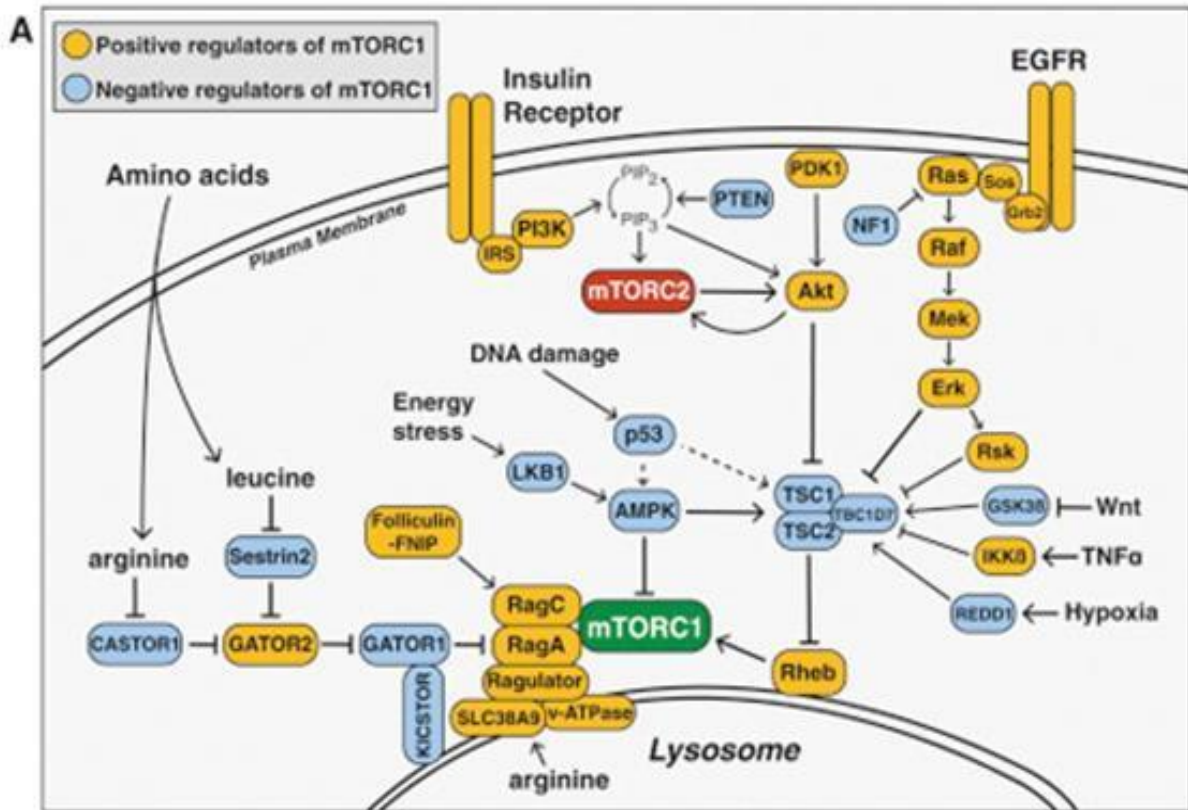 A
Positive regulators of mTORC1
Negative regulators of mTORC1
Insulin
Receptor
EGFR
Amino acids
Plasma Membrane
PIP2
PIP3
PTEN
PDK1
Ras
Sos
Grb2
NF1
PI3K
IRS
Raf
mTORC2
Akt
Mek
DNA damage
Erk
Energy
stress
p53
Rsk
LKB1
leucine
AMPK
TSC1
TBC1D7
TSC2
GSK3ß
Wnt
Folliculin
-FNIP
arginine
Sestrin2
IKKß
TNFα
RagC
REDD1
Hypoxia
mTORC1
CASTOR1
GATOR2
GATOR1
RagA
Rheb
Ragulator
KICSTOR
SLC38A9
v-ATPase
Lysosome
arginine